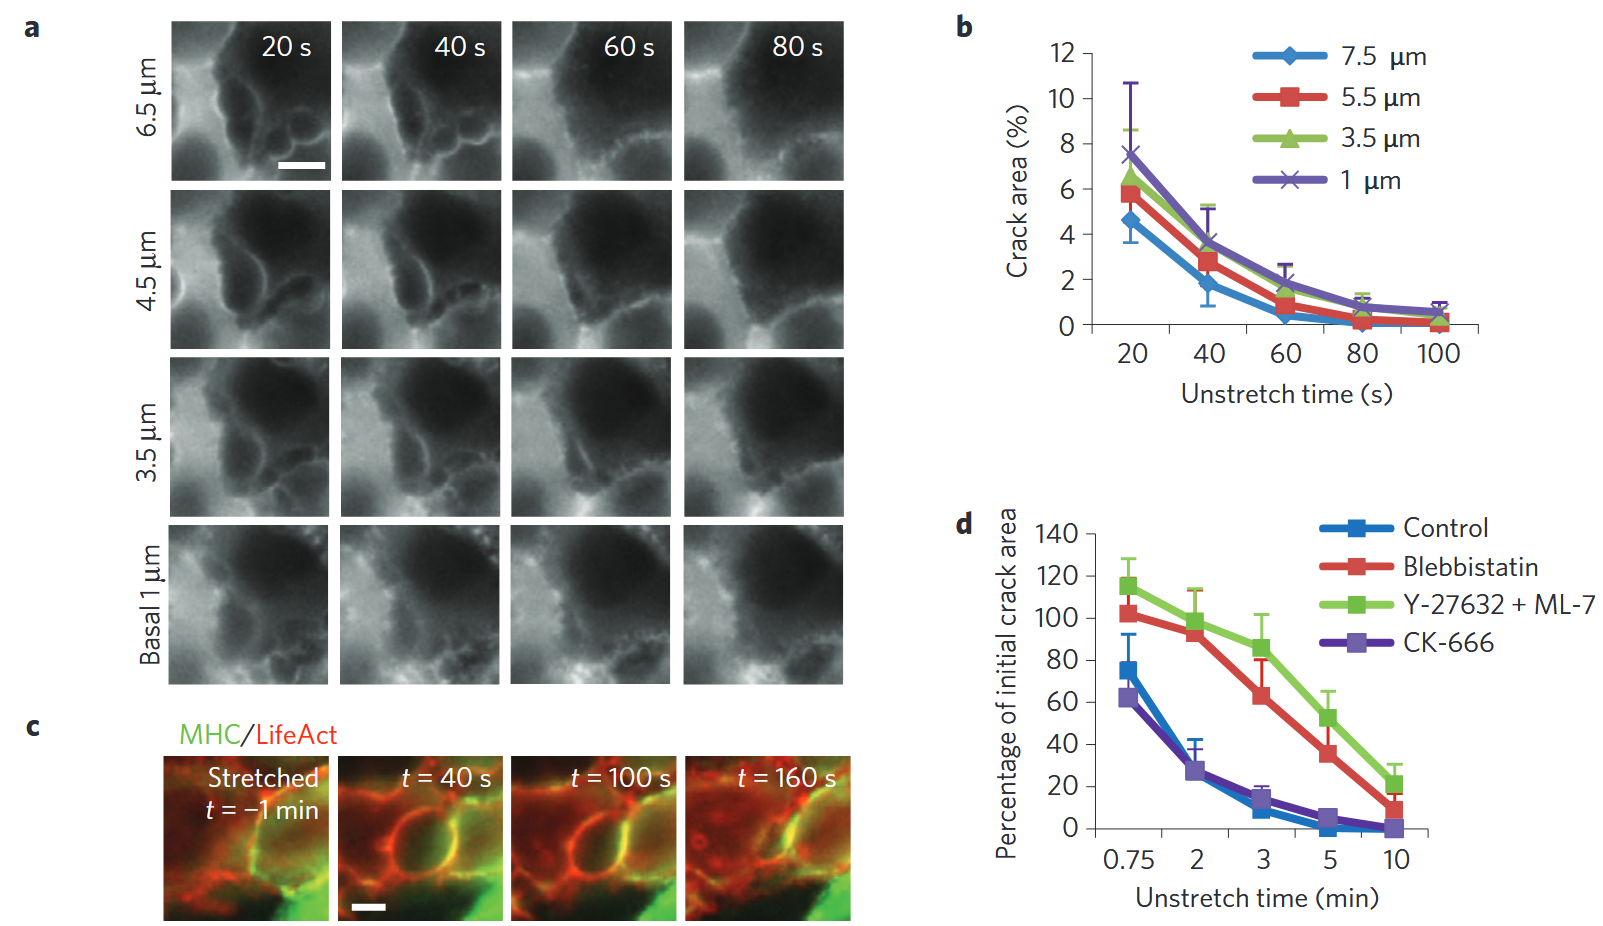 a
20 s
40 s
60 s
80 s
6.5 µm
4.5 µm
3.5 µm
Basal 1 µm
b
12
10
8
6
4
2
0
Crack area (%)
20 40 60 80 100
Unstretch time (s)
7.5 µm
5.5 µm
3.5 µm
1 µm
c
MHC/LifeAct
Stretched
t = −1 min
t = 40 s
t = 100 s
t = 160 s
d
140
120
100
80
60
40
20
0
Percentage of initial crack area
0.75 2 3 5 10
Unstretch time (min)
Control
Blebbistatin
Y-27632 + ML-7
CK-666